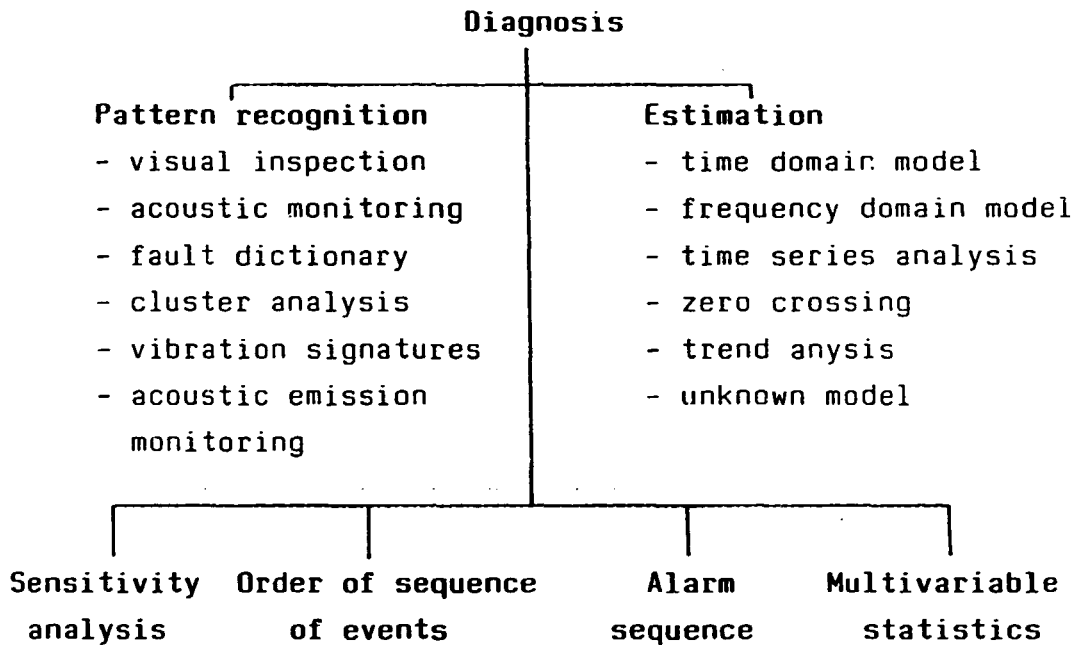 Diagnosis
Pattern recognition
- visual inspection
- acoustic monitoring
- fault dictionary
- cluster analysis
- vibration signatures
- acoustic emission
monitoring
Estimation
- time domain model
- frequency domain model
- time series analysis
- zero crossing
- trend anysis
- unknown model
Sensitivity
analysis
Order of sequence
of events
Alarm
sequence
Multivariable
statistics